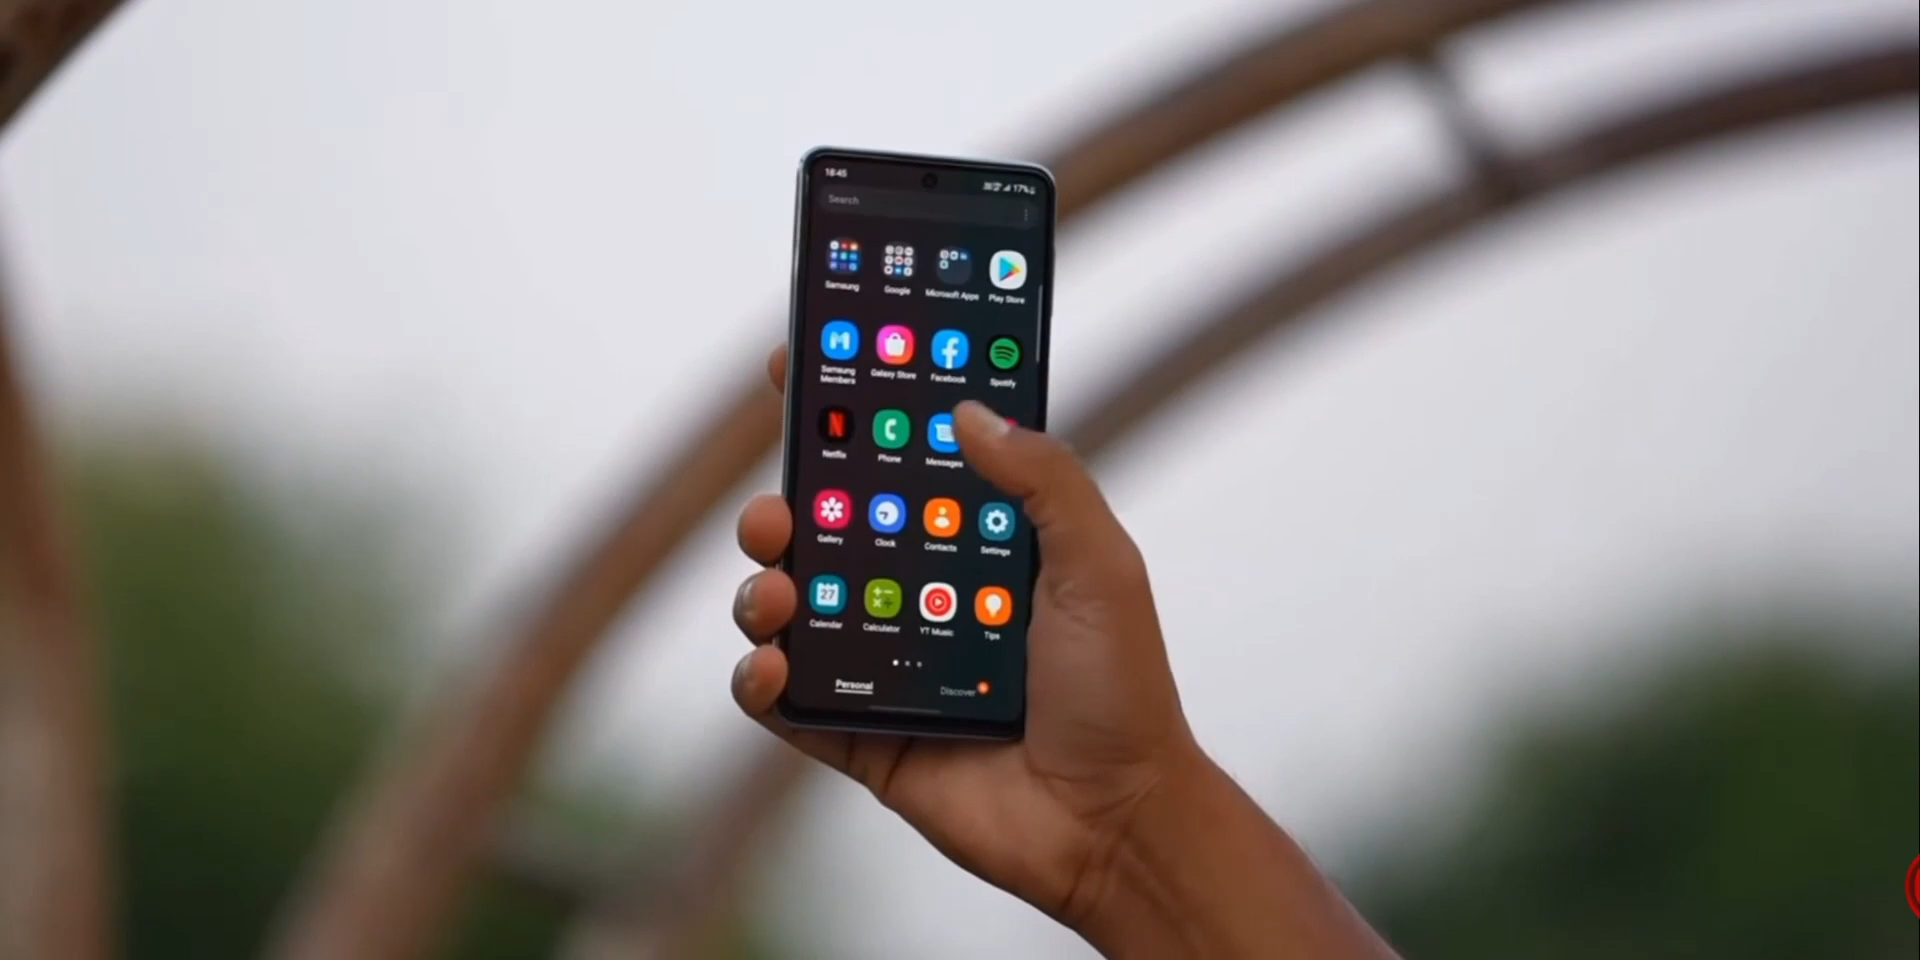 18:45
17%
Search
Samsung
Google
Microsoft Apps
Play Store
Samsung
Members
Galaxy Store
Facebook
Spotify
Netflix
Phone
Messages
Gallery
Clock
Contacts
Settings
27
Calendar
Calculator
YT Music
Tips
Personal
Discover